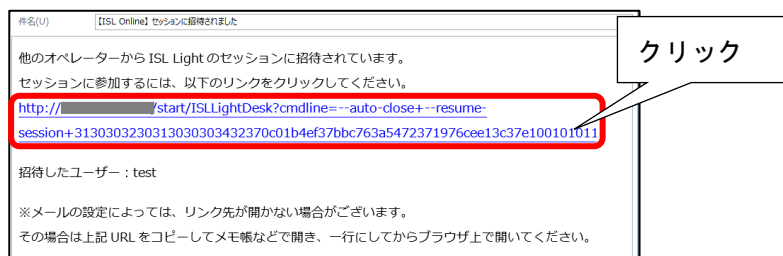 件名(U) 【ISL Online】セッションに招待されました
クリック
他のオペレーターから ISL Light のセッションに招待されています。
セッションに参加するには、以下のリンクをクリックしてください。
http:// /start/ISLLightDesk?cmdline=--auto-close+--resume-
session+3130303230313030303432370c01b4ef37bbc763a5472371976cee13c37e100101011
招待したユーザー：test
※メールの設定によっては、リンク先が開かない場合がございます。
その場合は上記 URL をコピーしてメモ帳などで開き、一行にしてからブラウザ上で開いてください。